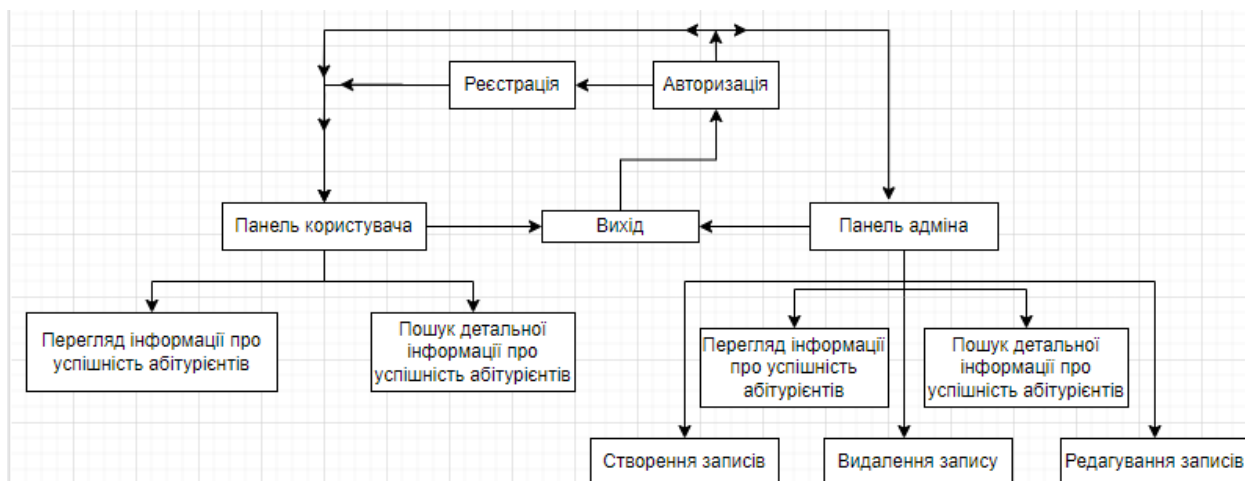 Реєстрація
Авторизація
Панель користувача
Вихід
Панель адміна
Перегляд інформації про
успішність абітурієнтів
Пошук детальної
інформації про
успішність абітурієнтів
Перегляд інформації
про успішність
абітурієнтів
Пошук детальної
інформації про
успішність абітурієнтів
Створення записів
Видалення запису
Редагування записів